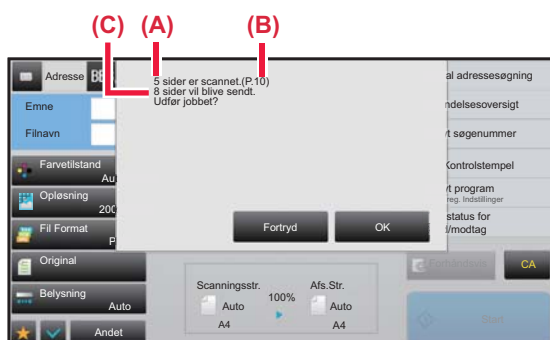 (C) (A) (B)
Adresse
5 sider er scannet.(P.10)
8 sider vil blive sendt.
Udfør jobbet?
al adressesøgning
Emne
ndelsesoversigt
Filnavn
t søgenummer
Farvetilstand
Au
Kontrolstempel
Opløsning
200
t program
reg. Indstillinger
Fil Format
P
Fortryd
OK
status for
d/modtag
Original
CA
Scanningsstr.
Afs.Str.
Belysning
Auto
Auto
100%
Auto
A4
A4
Andet
Start